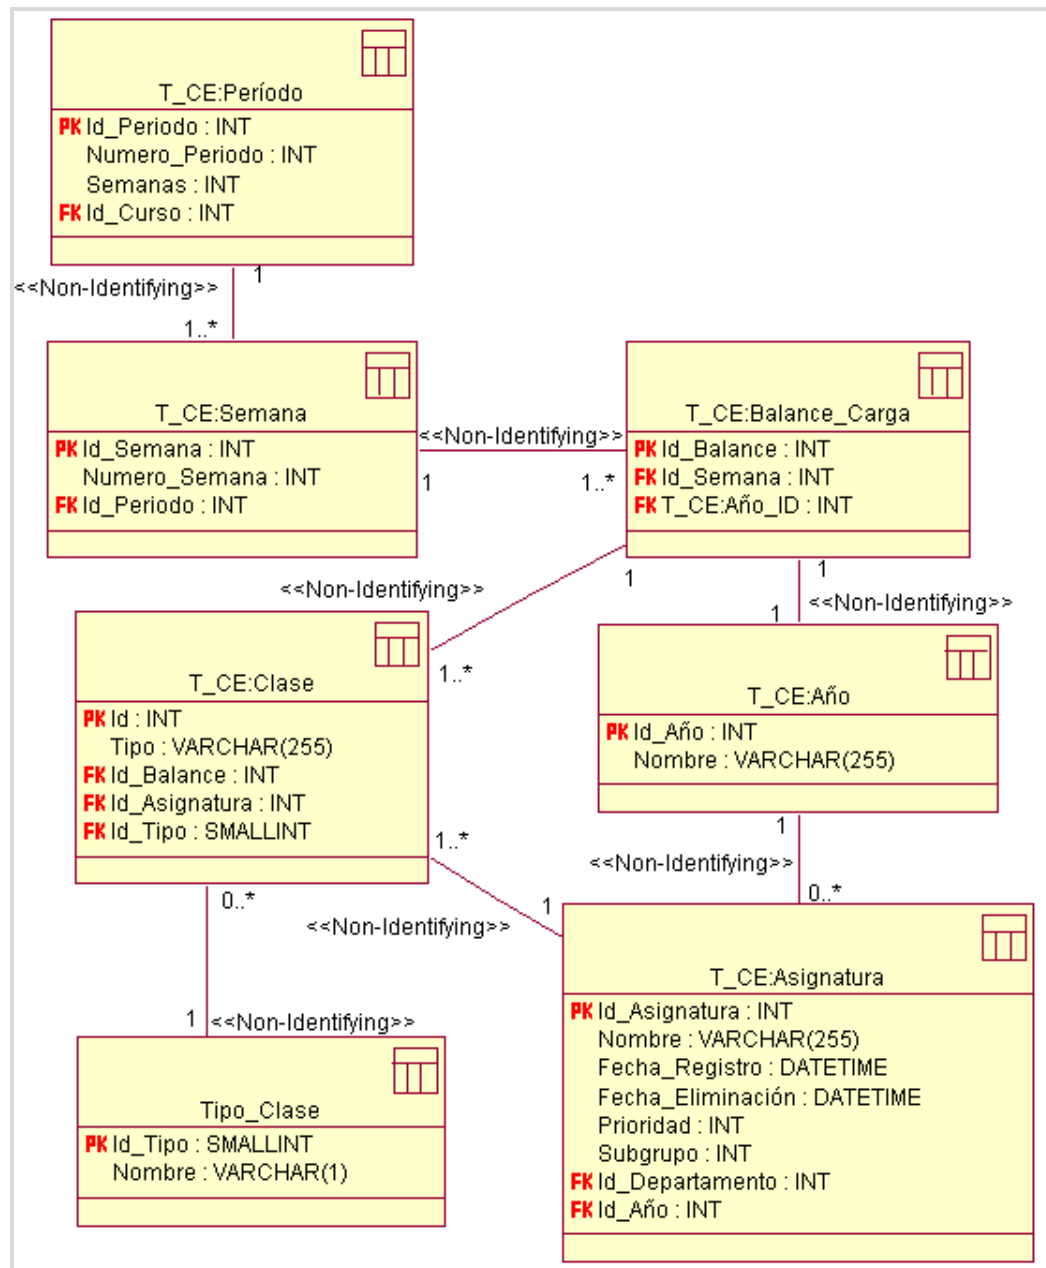 T_CE:Período
PK Id_Periodo : INT
Numero_Periodo : INT
Semanas : INT
FK Id_Curso : INT
1
<<Non-Identifying>>
1..*
T_CE:Semana
PK Id_Semana : INT
Numero_Semana : INT
FK Id_Periodo : INT
<<Non-Identifying>>
1
1..*
T_CE:Balance_Carga
PK Id_Balance : INT
FK Id_Semana : INT
FK T_CE:Año_ID : INT
1
<<Non-Identifying>>
1..*
1
<<Non-Identifying>>
1
T_CE:Clase
PK Id : INT
Tipo : VARCHAR(255)
FK Id_Balance : INT
FK Id_Asignatura : INT
FK Id_Tipo : SMALLINT
T_CE:Año
PK Id_Año : INT
Nombre : VARCHAR(255)
1
<<Non-Identifying>>
0..*
1..*
<<Non-Identifying>>
1
0..*
1
<<Non-Identifying>>
Tipo_Clase
PK Id_Tipo : SMALLINT
Nombre : VARCHAR(1)
T_CE:Asignatura
PK Id_Asignatura : INT
Nombre : VARCHAR(255)
Fecha_Registro : DATETIME
Fecha_Eliminación : DATETIME
Prioridad : INT
Subgrupo : INT
FK Id_Departamento : INT
FK Id_Año : INT